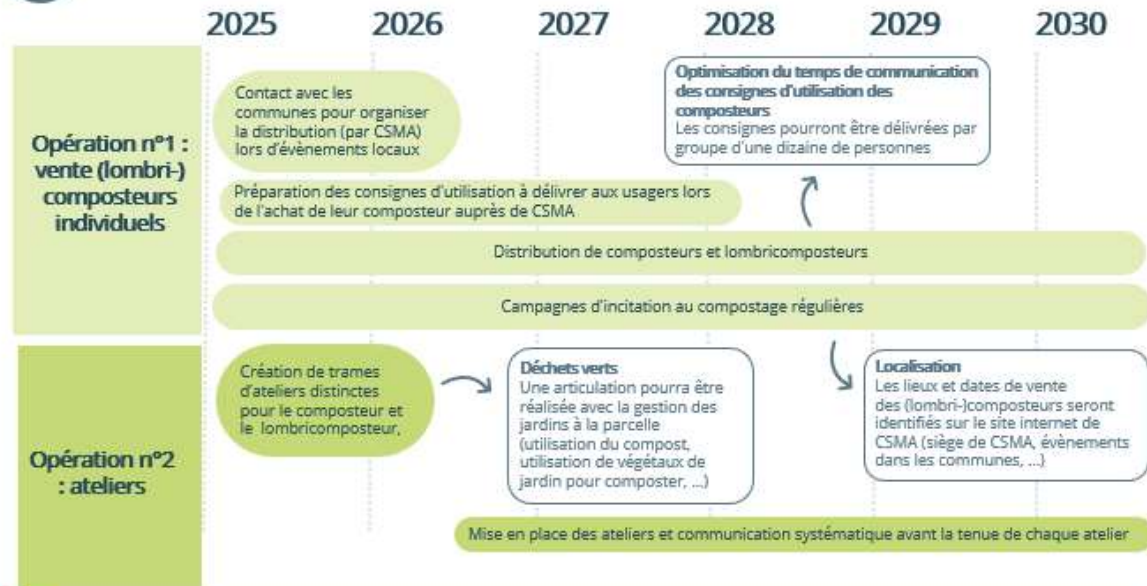 2025 2026 2027 2028 2029 2030
Opération n°1 :
vente (lombri-)
composteurs
individuels
Contact avec les
communes pour organiser
la distribution (par CSMA)
lors d'évènements locaux
Optimisation du temps de communication
des consignes d'utilisation des
composteurs
Les consignes pourront être délivrées par
groupe d'une dizaine de personnes
Préparation des consignes d'utilisation à délivrer aux usagers lors
de l'achat de leur composteur auprès de CSMA
Distribution de composteurs et lombricomposteurs
Campagnes d'incitation au compostage régulières
Opération n°2
: ateliers
Création de trames
d'ateliers distinctes
pour le composteur et
le lombricomposteur,
Déchets verts
Une articulation pourra être
réalisée avec la gestion des
jardins à la parcelle
(utilisation du compost,
utilisation de végétaux de
jardin pour composter, ...)
Localisation
Les lieux et dates de vente
des (lombri-)composteurs seront
identifiés sur le site internet de
CSMA (siège de CSMA, évènements
dans les communes, ...)
Mise en place des ateliers et communication systématique avant la tenue de chaque atelier